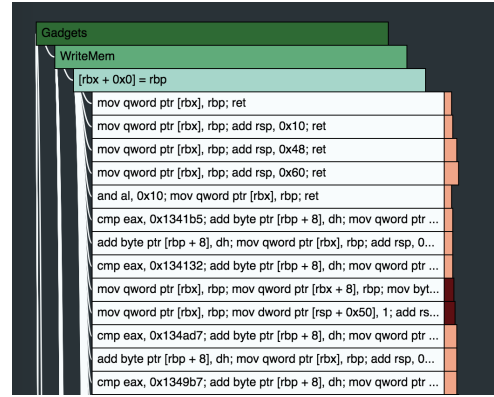 Gadgets
WriteMem
[rbx + 0x0] = rbp
mov qword ptr [rbx], rbp; ret
mov qword ptr [rbx], rbp; add rsp, 0x10; ret
mov qword ptr [rbx], rbp; add rsp, 0x48; ret
mov qword ptr [rbx], rbp; add rsp, 0x60; ret
and al, 0x10; mov qword ptr [rbx], rbp; ret
cmp eax, 0x1341b5; add byte ptr [rbp + 8], dh; mov qword ptr ...
add byte ptr [rbp + 8], dh; mov qword ptr [rbx], rbp; add rsp, 0...
cmp eax, 0x134132; add byte ptr [rbp + 8], dh; mov qword ptr ...
mov qword ptr [rbx], rbp; mov qword ptr [rbx + 8], rbp; mov byt...
mov qword ptr [rbx], rbp; mov dword ptr [rsp + 0x50], 1; add rs...
cmp eax, 0x134ad7; add byte ptr [rbp + 8], dh; mov qword ptr ...
add byte ptr [rbp + 8], dh; mov qword ptr [rbx], rbp; add rsp, 0...
cmp eax, 0x1349b7; add byte ptr [rbp + 8], dh; mov qword ptr ...